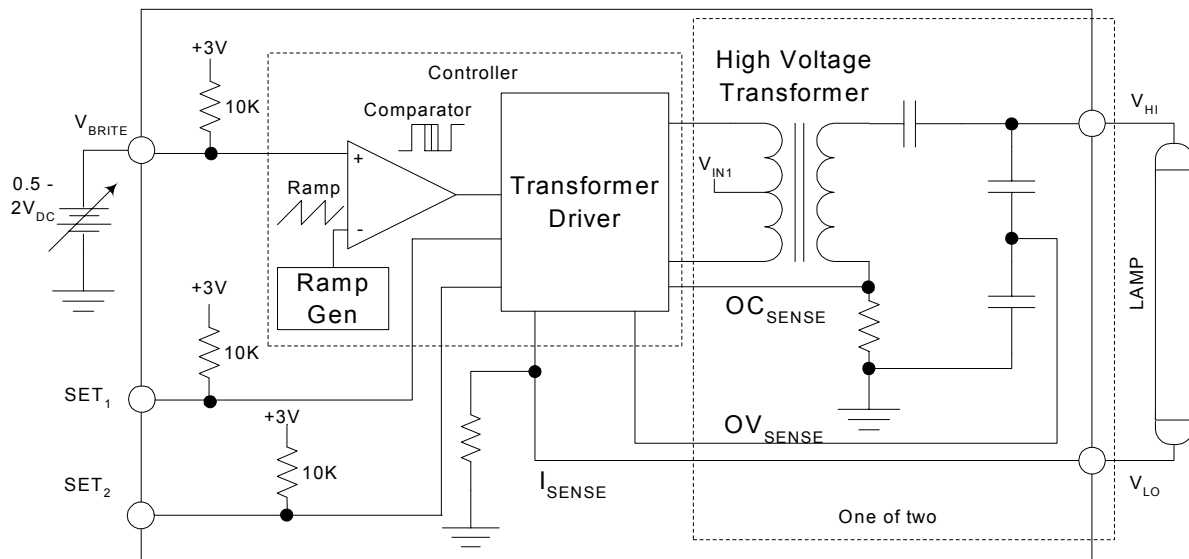 +3V
10K
V_BRITE
0.5 -
2V_DC
Controller
Comparator
+
Ramp
-
Ramp
Gen
Transformer
Driver
High Voltage
Transformer
V_IN1
V_HI
LAMP
+3V
10K
SET_1
+3V
10K
SET_2
OC_SENSE
OV_SENSE
I_SENSE
V_LO
One of two